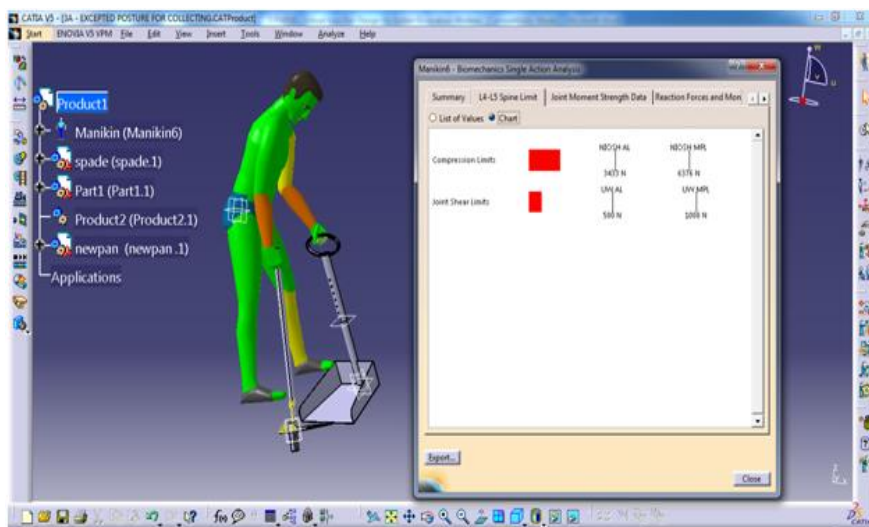 CATIA V5 - [3A - EXCEPTED POSTURE FOR COLLECTING.CATProduct]
Start ENOVIA V5 VPM File Edit View Insert Tools Window Analyze Help
Product1
Manikin (Manikin6)
spade (spade.1)
Part1 (Part1.1)
Product2 (Product2.1)
newpan (newpan .1)
Applications
Manikin6 - Biomechanics Single Action Analysis
Summary L4-L5 Spine Limit Joint Moment Strength Data Reaction Forces and Mom
List of Values Chart
Compression Limits
NIOSH AL NIOSH MPL
3433 N 6376 N
Joint Shear Limits
UW AL UW MPL
500 N 1000 N
Export...
Close